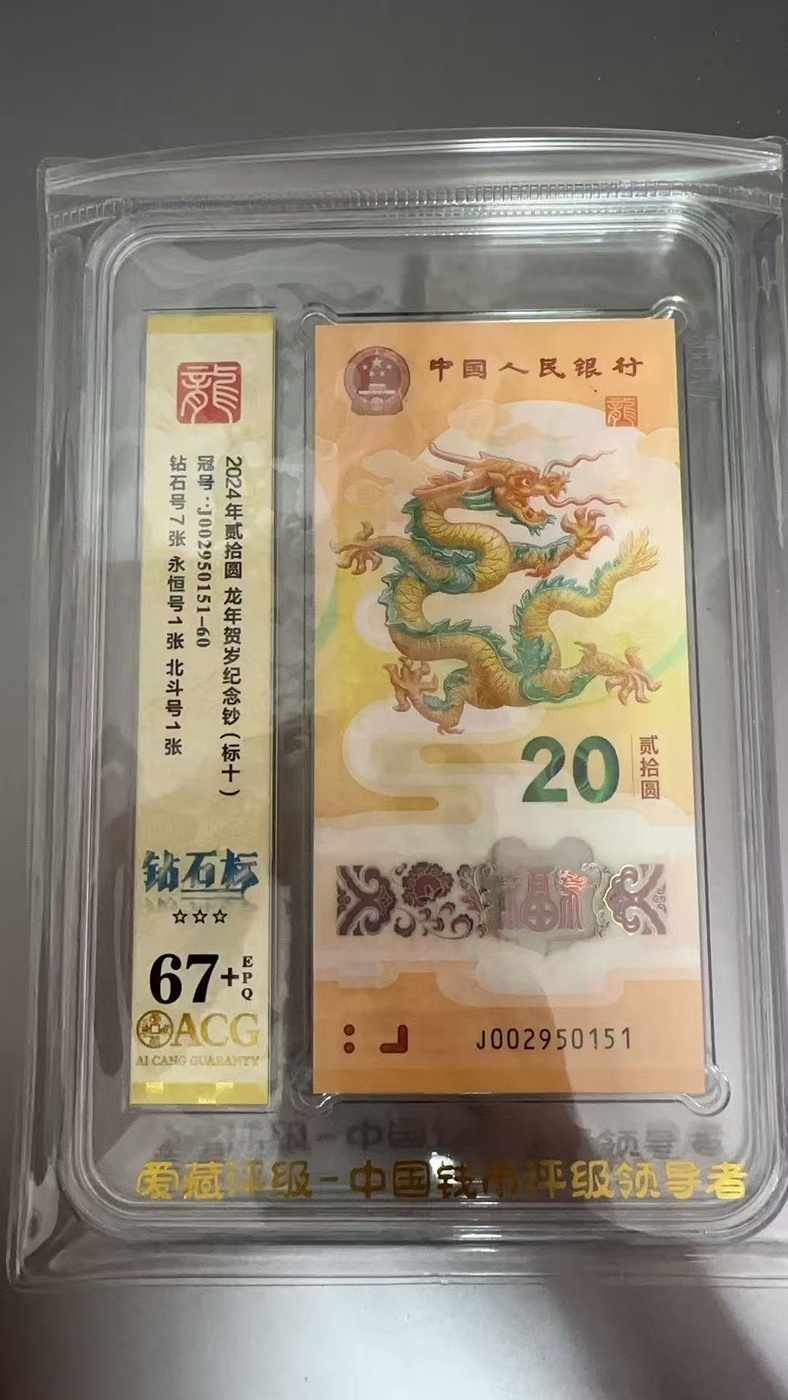 龍
2024年贰拾圆 龙年贺岁纪念钞(标十)
冠号:J002950151-60
钻石号7张 永恒号1张 北斗号1张
钻石标
☆☆☆
67+EPQ
ACG
AI CANG GUARANTY
中国人民银行
龍
20 贰拾圆
福
J002950151
爱藏评级-中国钱币评级领导者